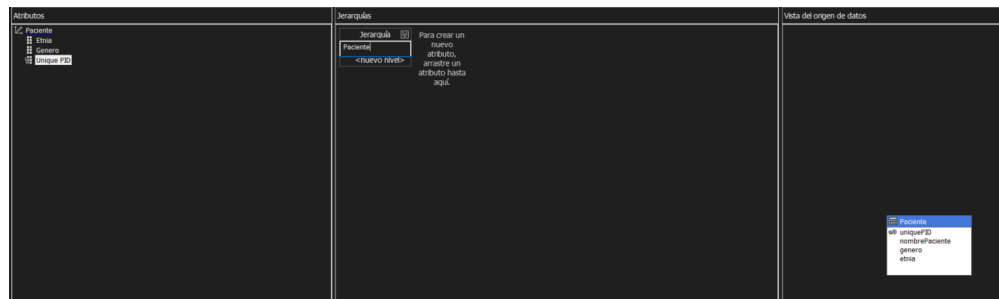 Atributos
Paciente
Etnia
Genero
Unique PID
Jerarquías
Jerarquía
Paciente
<nuevo nivel>
Para crear un
nuevo
atributo,
arrastre un
atributo hasta
aquí.
Vista del origen de datos
Paciente
uniquePID
nombrePaciente
genero
etnia